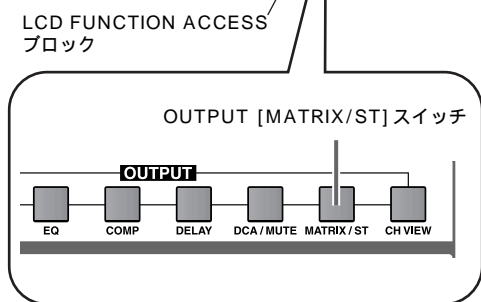 LCD FUNCTION ACCESS
ブロック
OUTPUT [MATRIX/ST]スイッチ
OUTPUT
EQ COMP DELAY DCA / MUTE MATRIX / ST CH VIEW